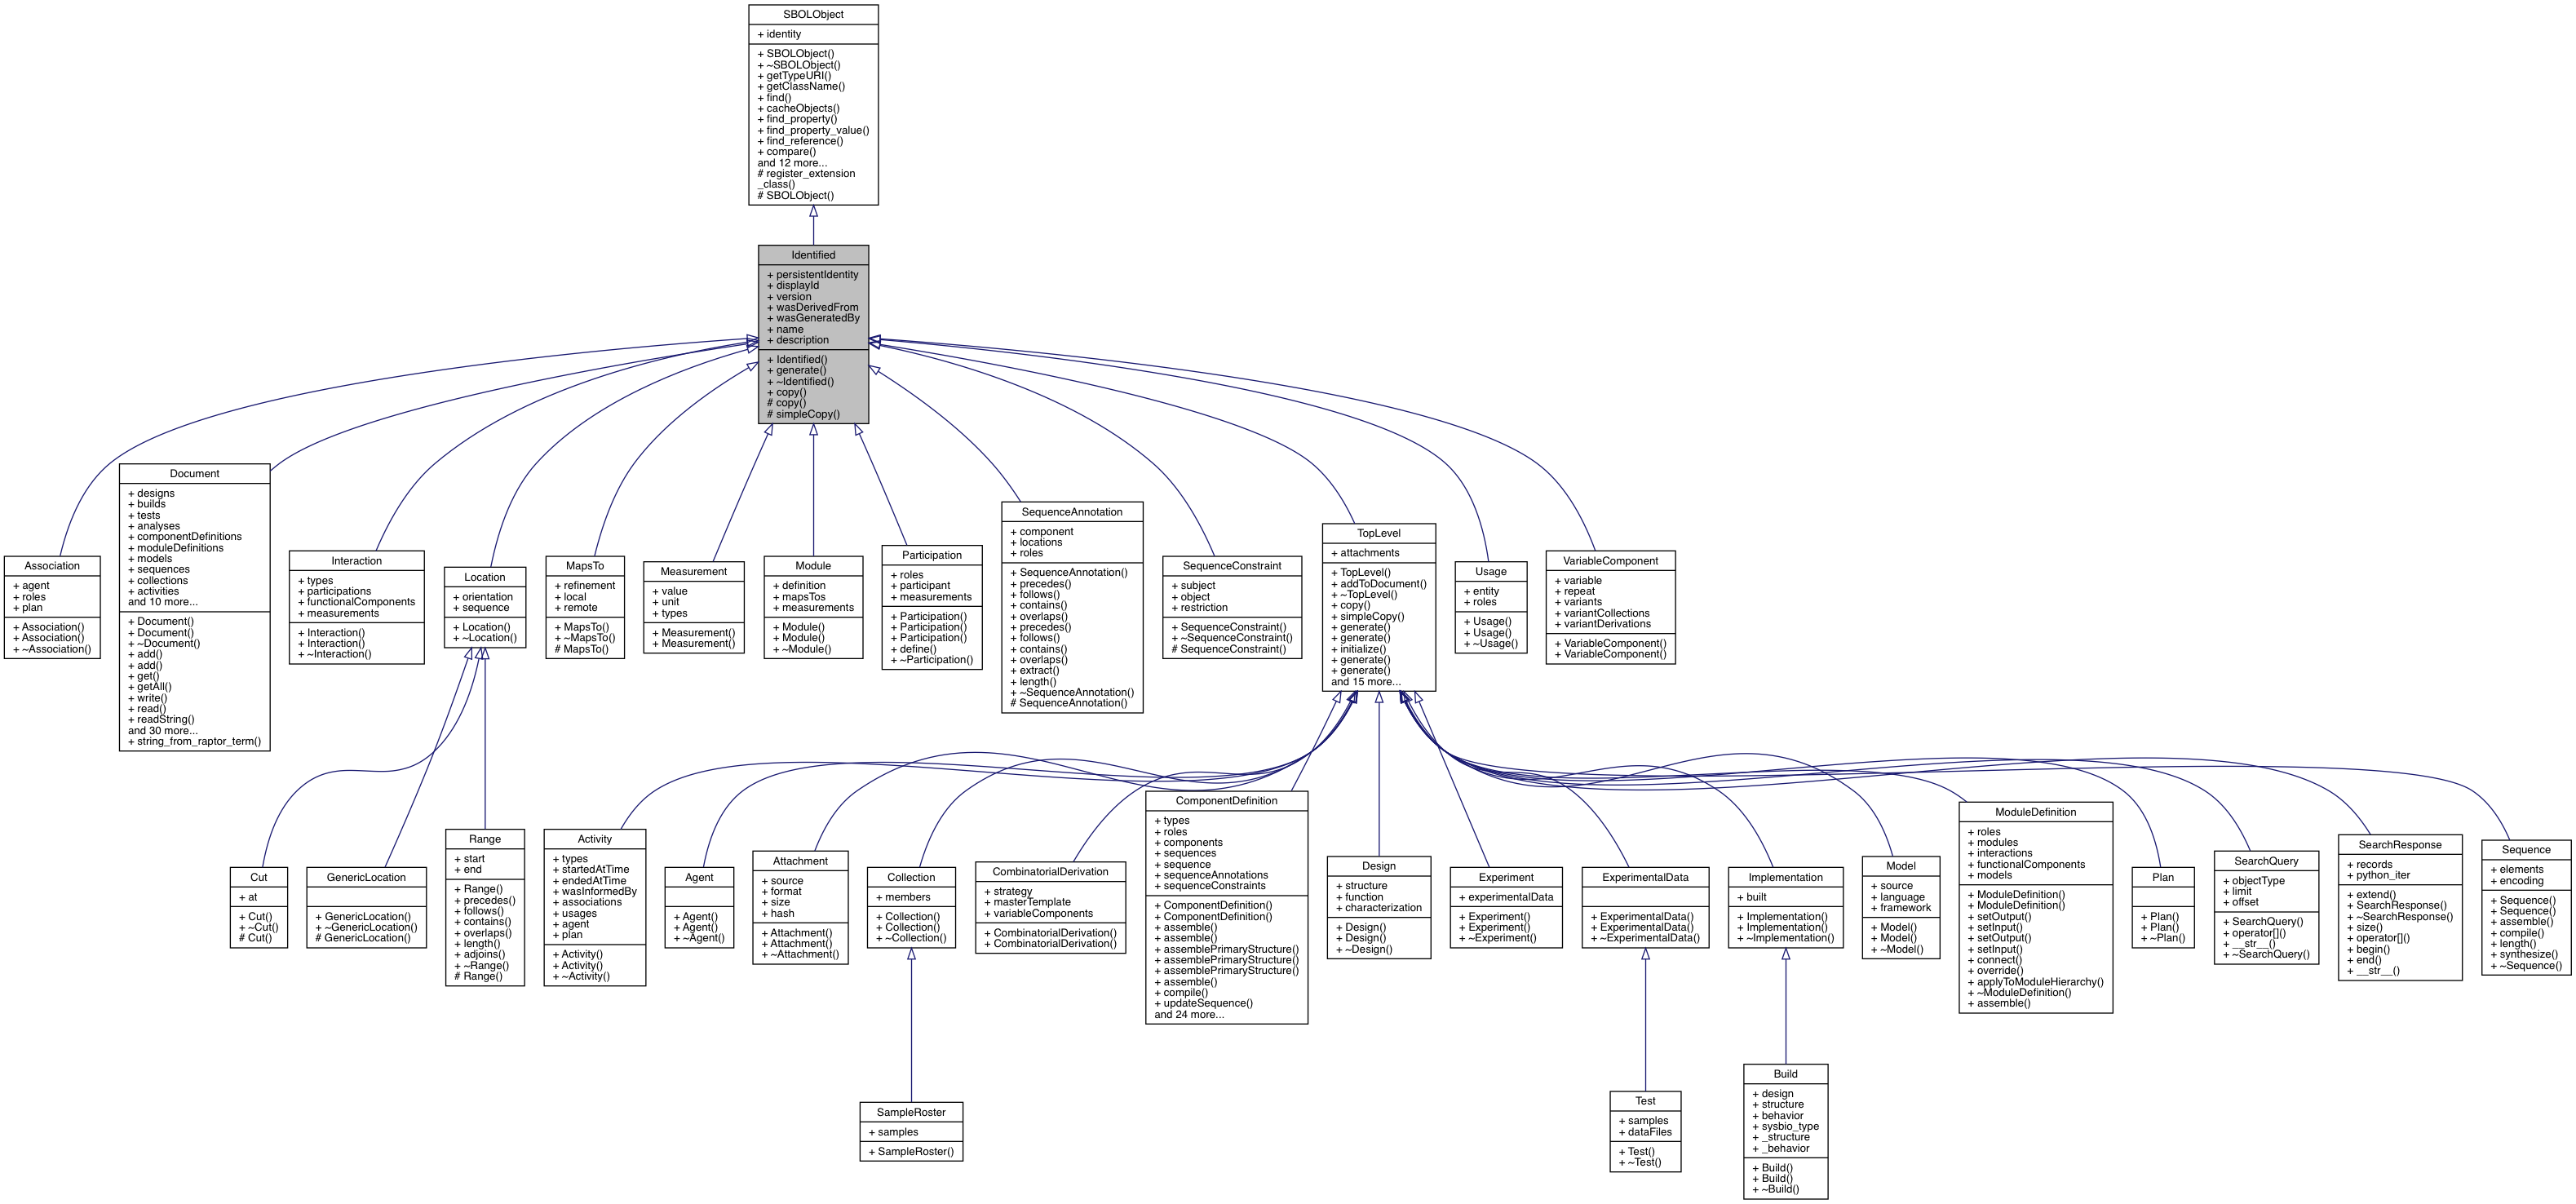 SBOLObject
+ identity
+ SBOLObject()
+ ~SBOLObject()
+ getTypeURI()
+ getClassName()
+ find()
+ cacheObjects()
+ find_property()
+ find_property_value()
+ find_reference()
+ compare()
and 12 more...
# register_extension
_class()
# SBOLObject()
Identified
+ persistentIdentity
+ displayId
+ version
+ wasDerivedFrom
+ wasGeneratedBy
+ name
+ description
+ Identified()
+ generate()
+ ~Identified()
+ copy()
# copy()
# simpleCopy()
Association
+ agent
+ roles
+ plan
+ Association()
+ Association()
+ ~Association()
Document
+ designs
+ builds
+ tests
+ analyses
+ componentDefinitions
+ moduleDefinitions
+ models
+ sequences
+ collections
+ activities
and 10 more...
+ Document()
+ Document()
+ ~Document()
+ add()
+ add()
+ get()
+ getAll()
+ write()
+ read()
+ readString()
and 30 more...
+ string_from_raptor_term()
Interaction
+ types
+ participations
+ functionalComponents
+ measurements
+ Interaction()
+ Interaction()
+ ~Interaction()
Location
+ orientation
+ sequence
+ Location()
+ ~Location()
MapsTo
+ refinement
+ local
+ remote
+ MapsTo()
+ ~MapsTo()
# MapsTo()
Measurement
+ value
+ unit
+ types
+ Measurement()
+ Measurement()
Module
+ definition
+ mapsTos
+ measurements
+ Module()
+ Module()
+ ~Module()
Participation
+ roles
+ participant
+ measurements
+ Participation()
+ Participation()
+ Participation()
+ define()
+ ~Participation()
SequenceAnnotation
+ component
+ locations
+ roles
+ SequenceAnnotation()
+ precedes()
+ follows()
+ contains()
+ overlaps()
+ precedes()
+ follows()
+ contains()
+ overlaps()
+ extract()
+ length()
+ ~SequenceAnnotation()
# SequenceAnnotation()
SequenceConstraint
+ subject
+ object
+ restriction
+ SequenceConstraint()
+ ~SequenceConstraint()
# SequenceConstraint()
TopLevel
+ attachments
+ TopLevel()
+ addToDocument()
+ ~TopLevel()
+ copy()
+ simpleCopy()
+ generate()
+ generate()
+ initialize()
+ generate()
+ generate()
and 15 more...
Usage
+ entity
+ roles
+ Usage()
+ Usage()
+ ~Usage()
VariableComponent
+ variable
+ repeat
+ variants
+ variantCollections
+ variantDerivations
+ VariableComponent()
+ VariableComponent()
Cut
+ at
+ Cut()
+ ~Cut()
# Cut()
GenericLocation
+ GenericLocation()
+ ~GenericLocation()
# GenericLocation()
Range
+ start
+ end
+ Range()
+ precedes()
+ follows()
+ contains()
+ overlaps()
+ length()
+ adjoins()
+ ~Range()
# Range()
Activity
+ types
+ startedAtTime
+ endedAtTime
+ wasInformedBy
+ associations
+ usages
+ agent
+ plan
+ Activity()
+ Activity()
+ ~Activity()
Agent
+ Agent()
+ Agent()
+ ~Agent()
Attachment
+ source
+ format
+ size
+ hash
+ Attachment()
+ Attachment()
+ ~Attachment()
Collection
+ members
+ Collection()
+ Collection()
+ ~Collection()
CombinatorialDerivation
+ strategy
+ masterTemplate
+ variableComponents
+ CombinatorialDerivation()
+ CombinatorialDerivation()
ComponentDefinition
+ types
+ roles
+ components
+ sequences
+ sequence
+ sequenceAnnotations
+ sequenceConstraints
+ ComponentDefinition()
+ ComponentDefinition()
+ assemble()
+ assemble()
+ assemblePrimaryStructure()
+ assemblePrimaryStructure()
+ assemblePrimaryStructure()
+ assemble()
+ compile()
+ updateSequence()
and 24 more...
Design
+ structure
+ function
+ characterization
+ Design()
+ Design()
+ ~Design()
Experiment
+ experimentalData
+ Experiment()
+ Experiment()
+ ~Experiment()
ExperimentalData
+ ExperimentalData()
+ ExperimentalData()
+ ~ExperimentalData()
Implementation
+ built
+ Implementation()
+ Implementation()
+ ~Implementation()
Model
+ source
+ language
+ framework
+ Model()
+ Model()
+ ~Model()
ModuleDefinition
+ roles
+ modules
+ interactions
+ functionalComponents
+ models
+ ModuleDefinition()
+ ModuleDefinition()
+ setOutput()
+ setInput()
+ setOutput()
+ setInput()
+ connect()
+ override()
+ applyToModuleHierarchy()
+ ~ModuleDefinition()
+ assemble()
Plan
+ Plan()
+ Plan()
+ ~Plan()
SearchQuery
+ objectType
+ limit
+ offset
+ SearchQuery()
+ operator[]()
+ __str__()
+ ~SearchQuery()
SearchResponse
+ records
+ python_iter
+ extend()
+ SearchResponse()
+ ~SearchResponse()
+ size()
+ operator[]()
+ begin()
+ end()
+ __str__()
Sequence
+ elements
+ encoding
+ Sequence()
+ Sequence()
+ assemble()
+ compile()
+ length()
+ synthesize()
+ ~Sequence()
SampleRoster
+ samples
+ SampleRoster()
Test
+ samples
+ dataFiles
+ Test()
+ ~Test()
Build
+ design
+ structure
+ behavior
+ sysbio_type
+ _structure
+ _behavior
+ Build()
+ Build()
+ ~Build()